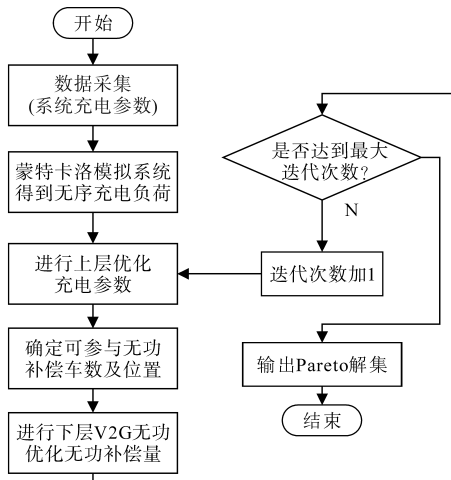 开始
数据采集
(系统充电参数)
蒙特卡洛模拟系统
得到无序充电负荷
进行上层优化
充电参数
确定可参与无功
补偿车数及位置
进行下层V2G无功
优化无功补偿量
是否达到最大
迭代次数?
N
迭代次数加1
输出Pareto解集
结束